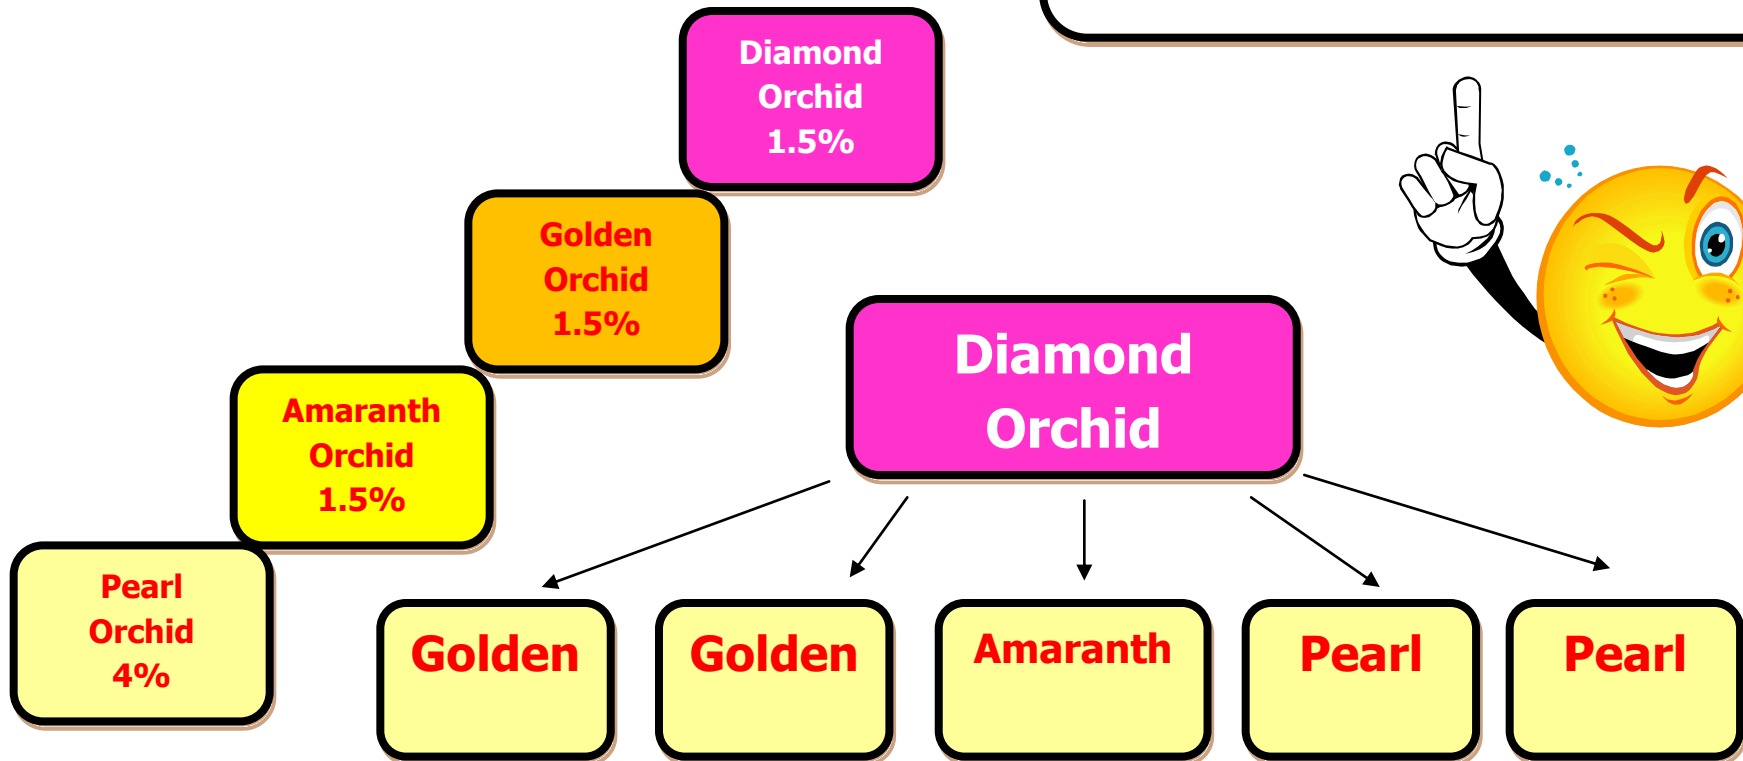 Diamond
Orchid
1.5%
Golden
Orchid
1.5%
Amaranth
Orchid
1.5%
Pearl
Orchid
4%
Diamond
Orchid
Golden
Golden
Amaranth
Pearl
Pearl